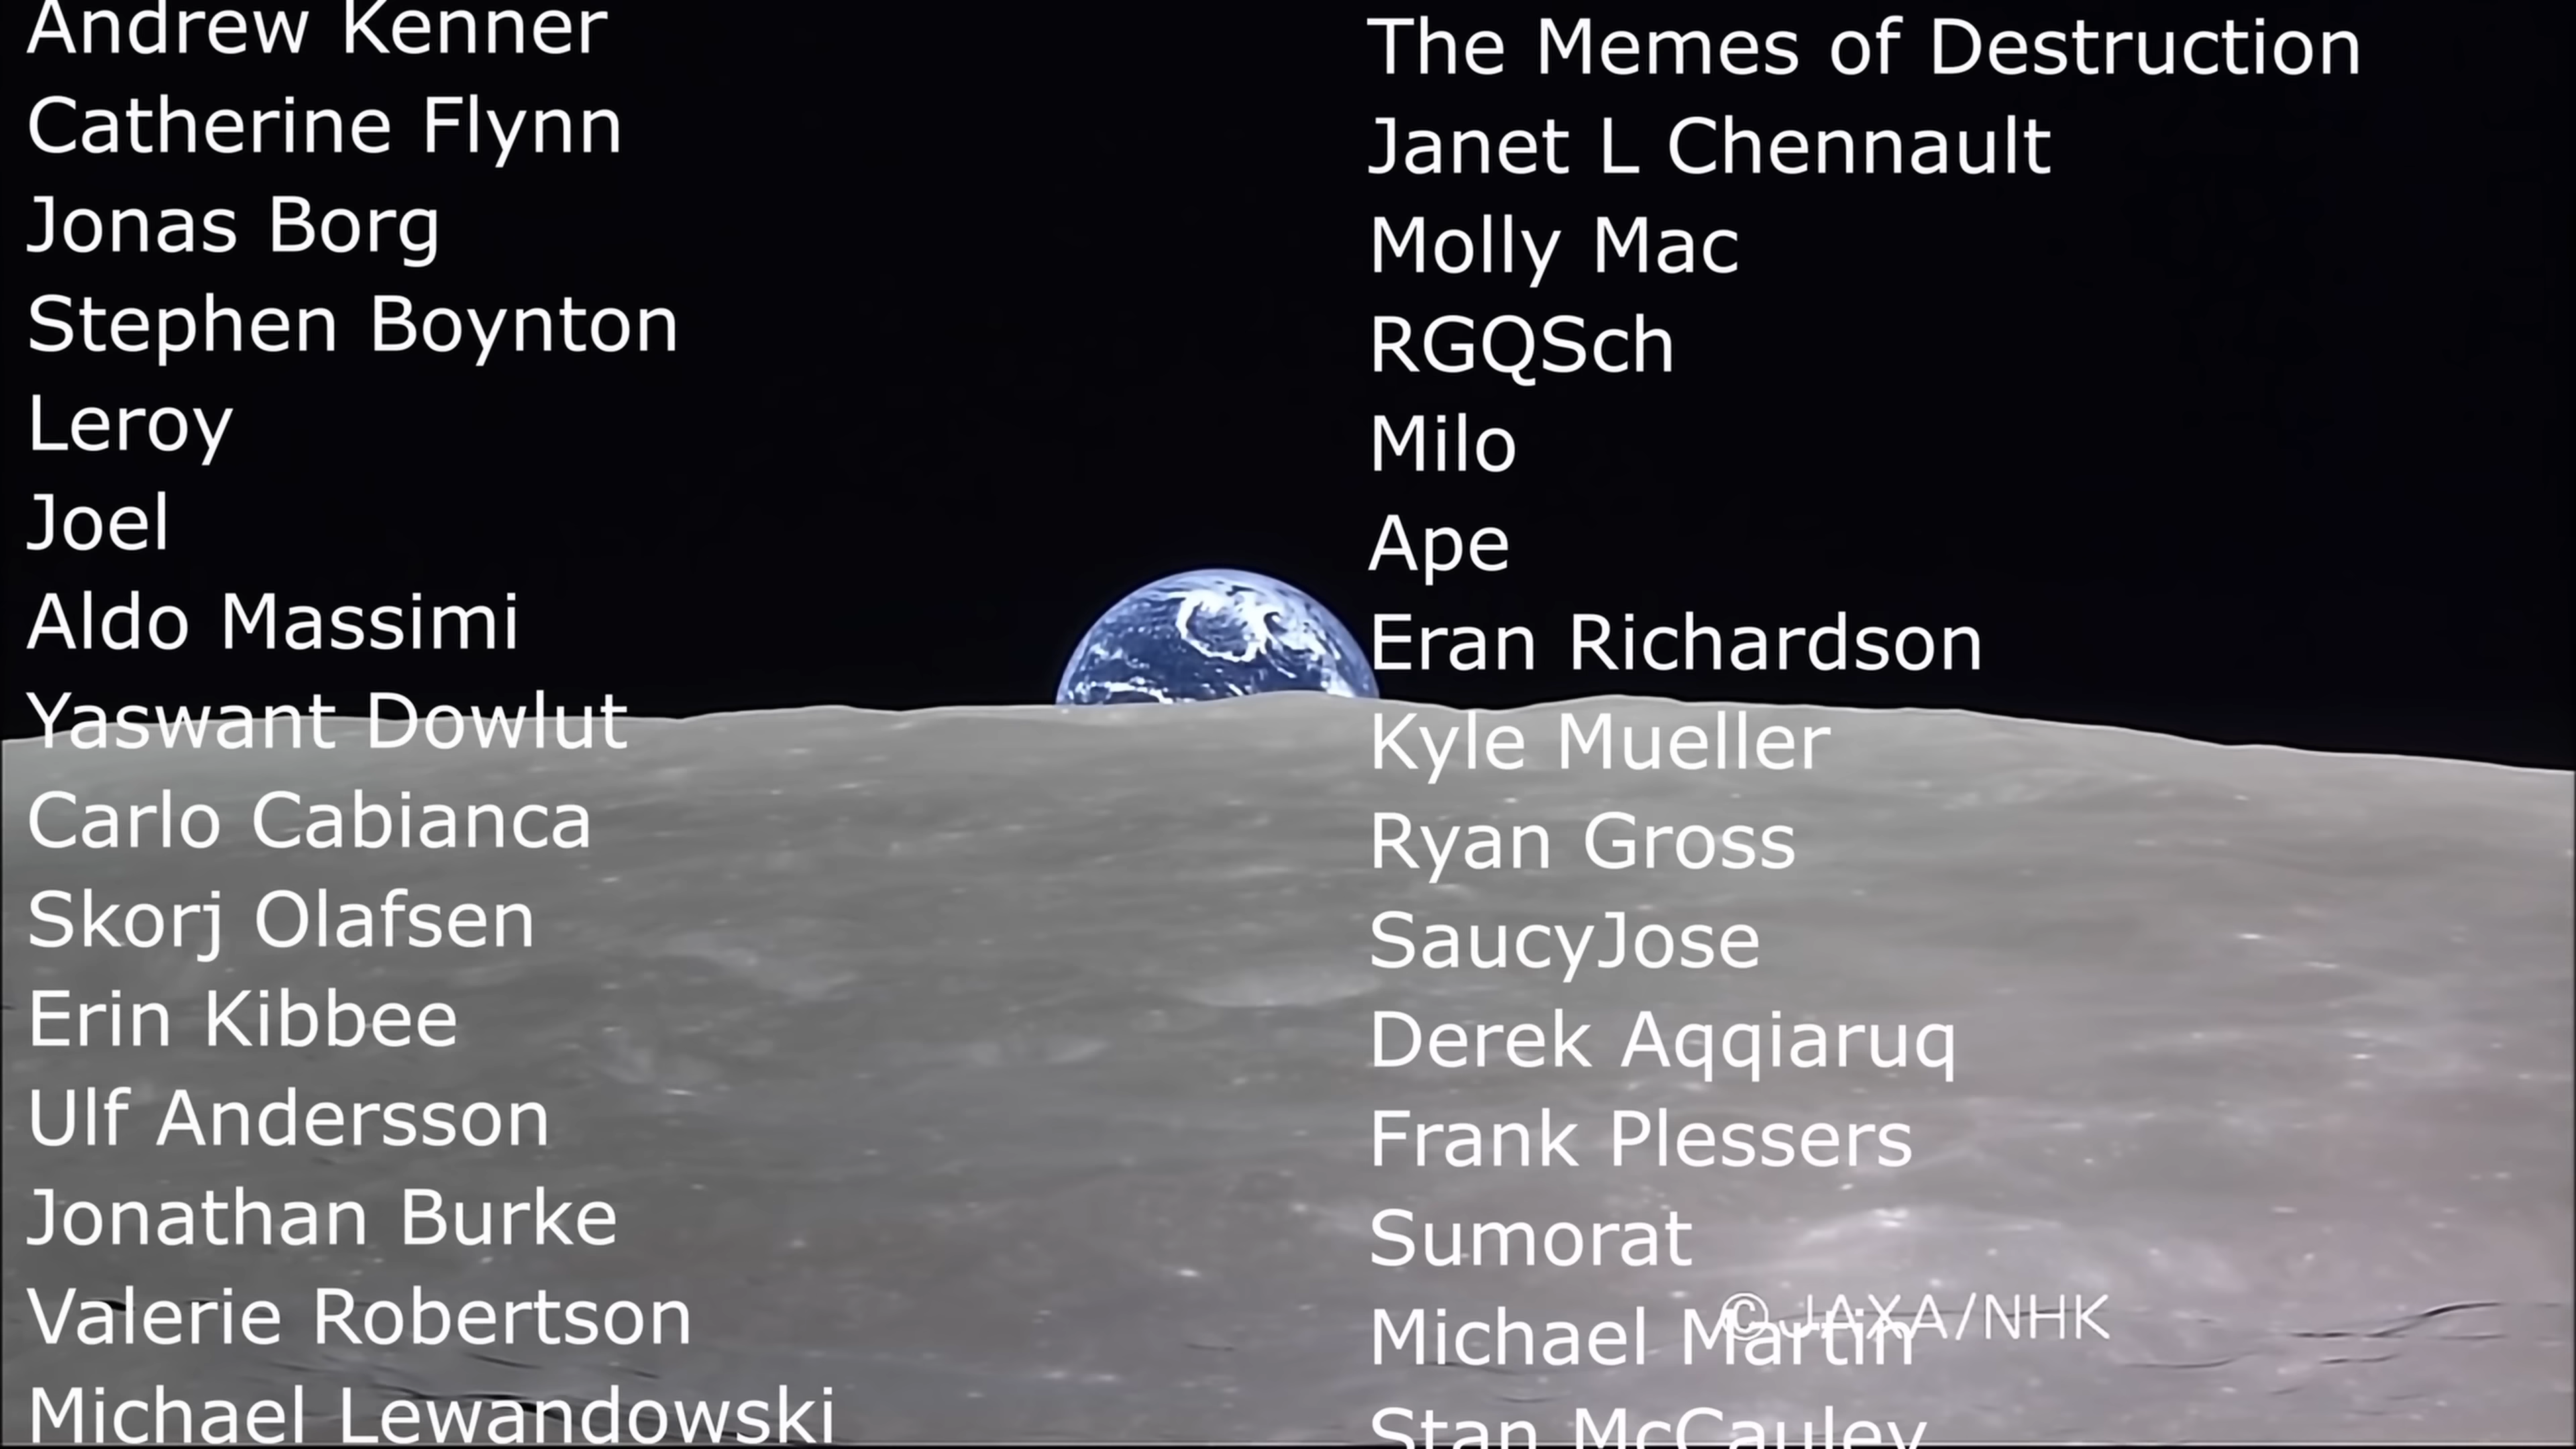 Andrew Kenner
Catherine Flynn
Jonas Borg
Stephen Boynton
Leroy
Joel
Aldo Massimi
Yaswant Dowlut
Carlo Cabianca
Skorj Olafsen
Erin Kibbee
Ulf Andersson
Jonathan Burke
Valerie Robertson
Michael Lewandowski
The Memes of Destruction
Janet L Chennault
Molly Mac
RGQSch
Milo
Ape
Eran Richardson
Kyle Mueller
Ryan Gross
SaucyJose
Derek Aqqiaruq
Frank Plessers
Sumorat
Michael Martin
©JAXA/NHK
Stan McCauley